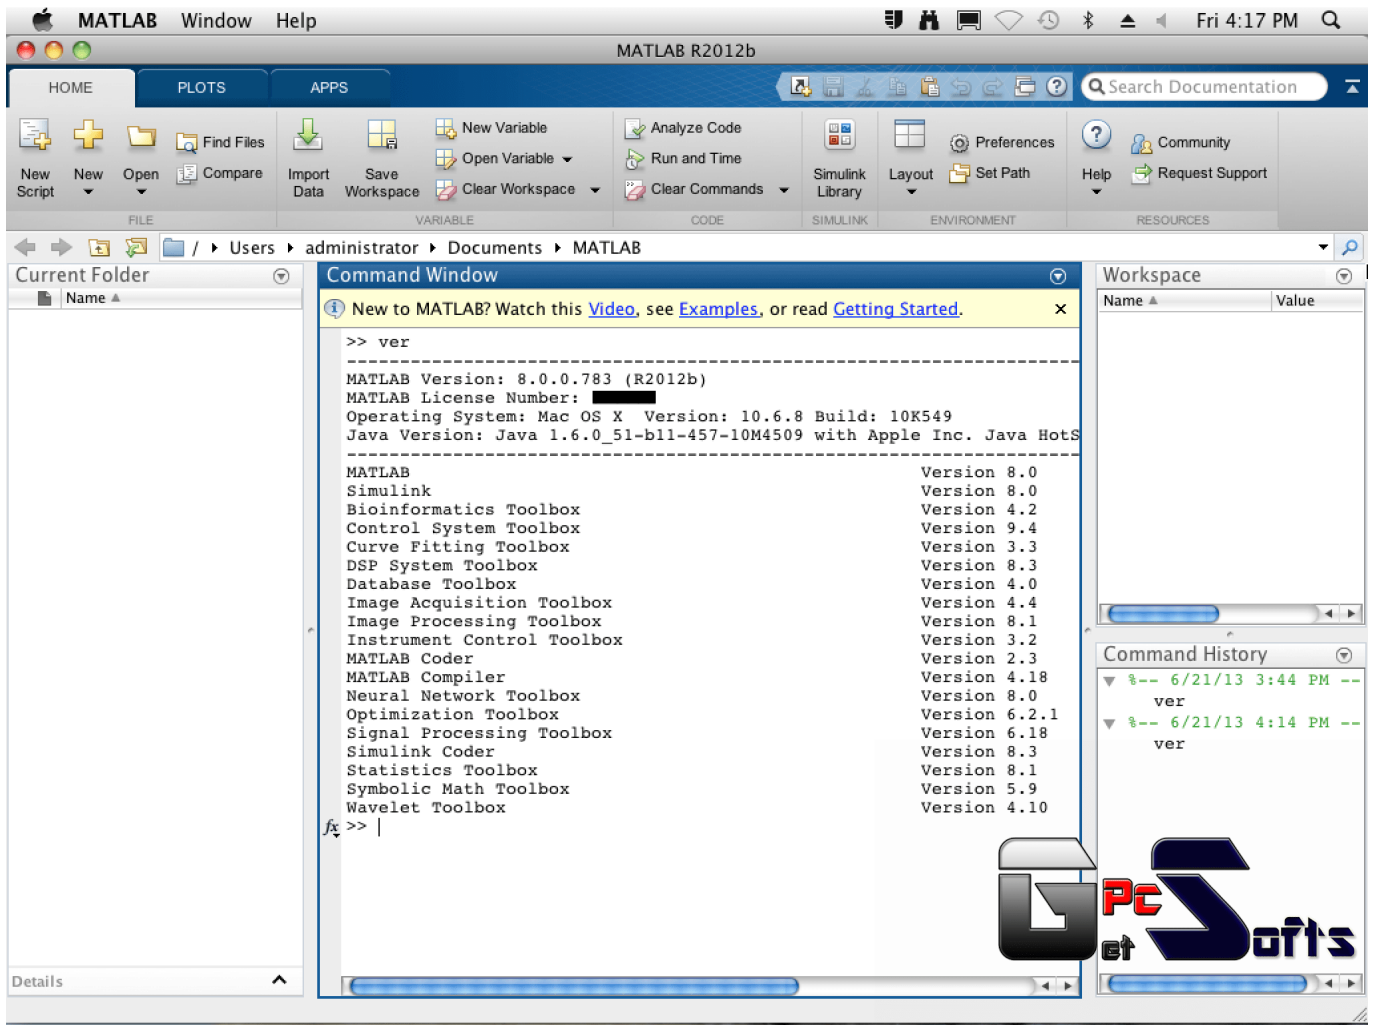 MATLAB Window Help Fri 4:17 PM
MATLAB R2012b
HOME PLOTS APPS Search Documentation
New Script New Open Find Files Compare
FILE
Import Data Save Workspace New Variable Open Variable Clear Workspace
VARIABLE
Analyze Code Run and Time Clear Commands
CODE
Simulink Library
SIMULINK
Layout Preferences Set Path
ENVIRONMENT
Help Community Request Support
RESOURCES
/ Users administrator Documents MATLAB
Current Folder
Name
Details
Command Window
New to MATLAB? Watch this Video, see Examples, or read Getting Started.
>> ver
-------------------------------------------------------------------------
MATLAB Version: 8.0.0.783 (R2012b)
MATLAB License Number:
Operating System: Mac OS X Version: 10.6.8 Build: 10K549
Java Version: Java 1.6.0_51-b11-457-10M4509 with Apple Inc. Java HotS
-------------------------------------------------------------------------
MATLAB Version 8.0
Simulink Version 8.0
Bioinformatics Toolbox Version 4.2
Control System Toolbox Version 9.4
Curve Fitting Toolbox Version 3.3
DSP System Toolbox Version 8.3
Database Toolbox Version 4.0
Image Acquisition Toolbox Version 4.4
Image Processing Toolbox Version 8.1
Instrument Control Toolbox Version 3.2
MATLAB Coder Version 2.3
MATLAB Compiler Version 4.18
Neural Network Toolbox Version 8.0
Optimization Toolbox Version 6.2.1
Signal Processing Toolbox Version 6.18
Simulink Coder Version 8.3
Statistics Toolbox Version 8.1
Symbolic Math Toolbox Version 5.9
Wavelet Toolbox Version 4.10
fx >>
Workspace
Name Value
Command History
%-- 6/21/13 3:44 PM --
ver
%-- 6/21/13 4:14 PM --
ver
Get Pc Softs